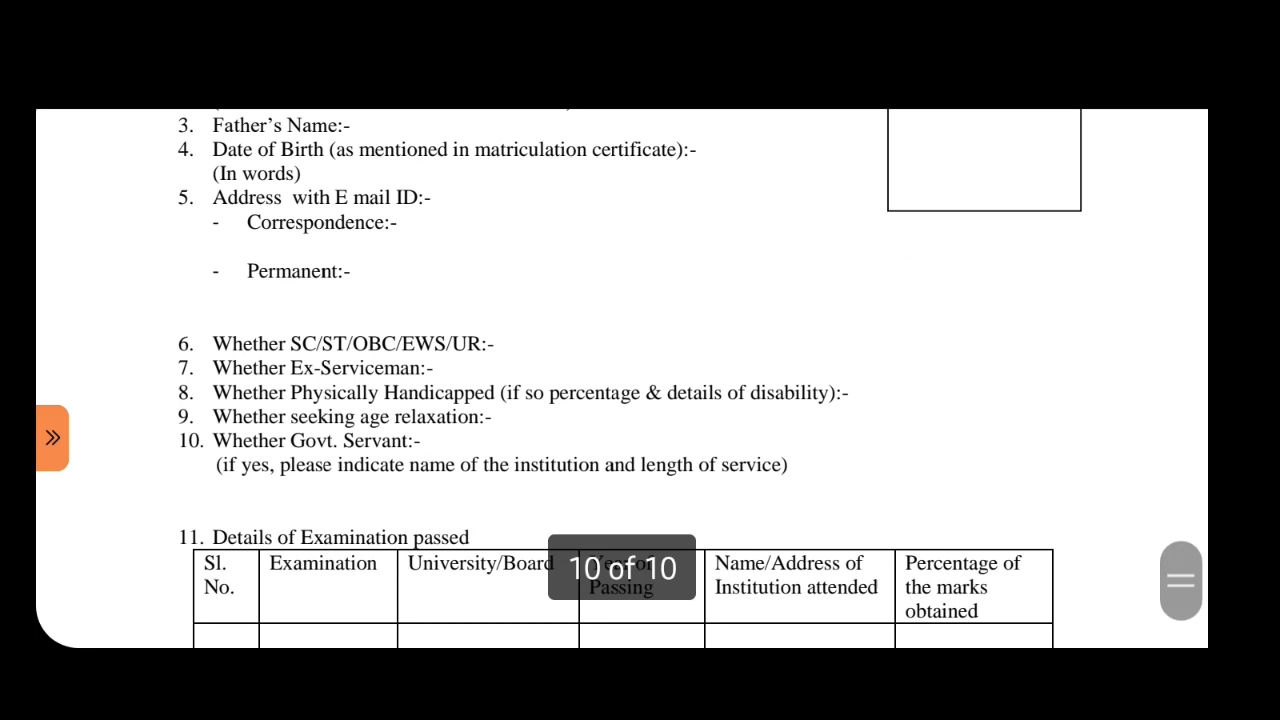 3. Father's Name:-
4. Date of Birth (as mentioned in matriculation certificate):-
(In words)
5. Address with E mail ID:-
- Correspondence:-
- Permanent:-
6. Whether SC/ST/OBC/EWS/UR:-
7. Whether Ex-Serviceman:-
8. Whether Physically Handicapped (if so percentage & details of disability):-
9. Whether seeking age relaxation:-
10. Whether Govt. Servant:-
(if yes, please indicate name of the institution and length of service)
11. Details of Examination passed
Sl. No.
Examination
University/Board
Year of Passing
Name/Address of Institution attended
Percentage of the marks obtained
10 of 10